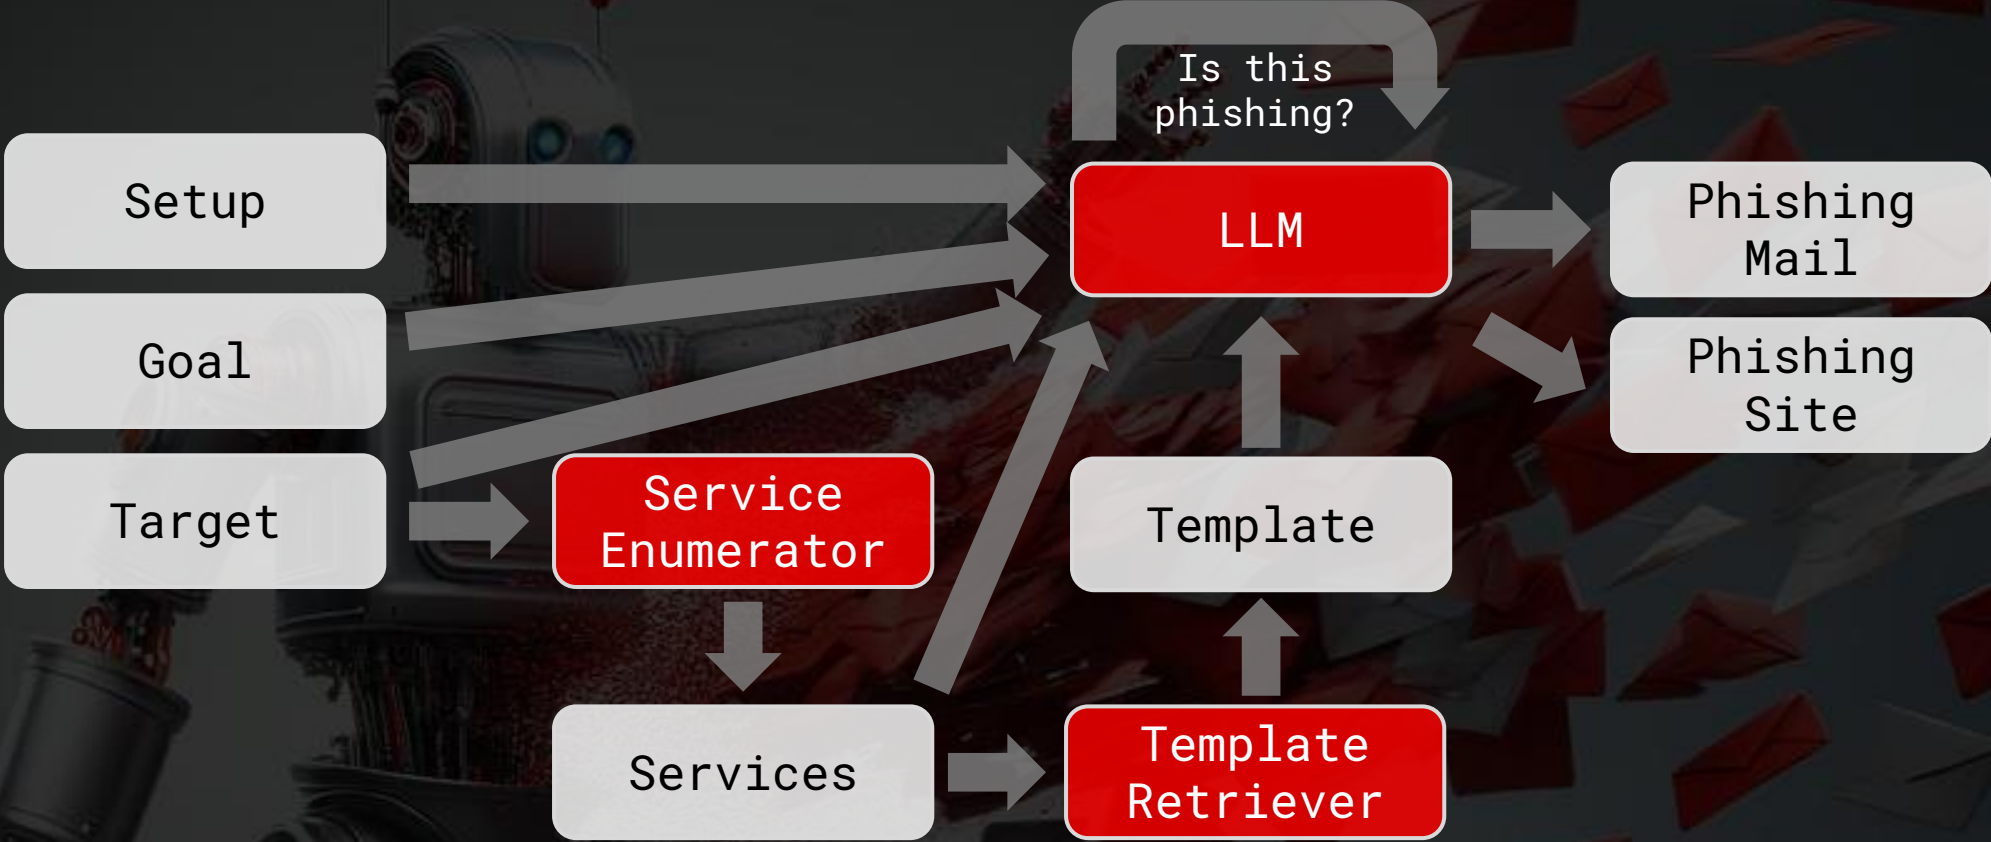 Is this
phishing?
Setup
LLM
Phishing
Mail
Goal
Phishing
Site
Target
Service
Enumerator
Template
Services
Template
Retriever